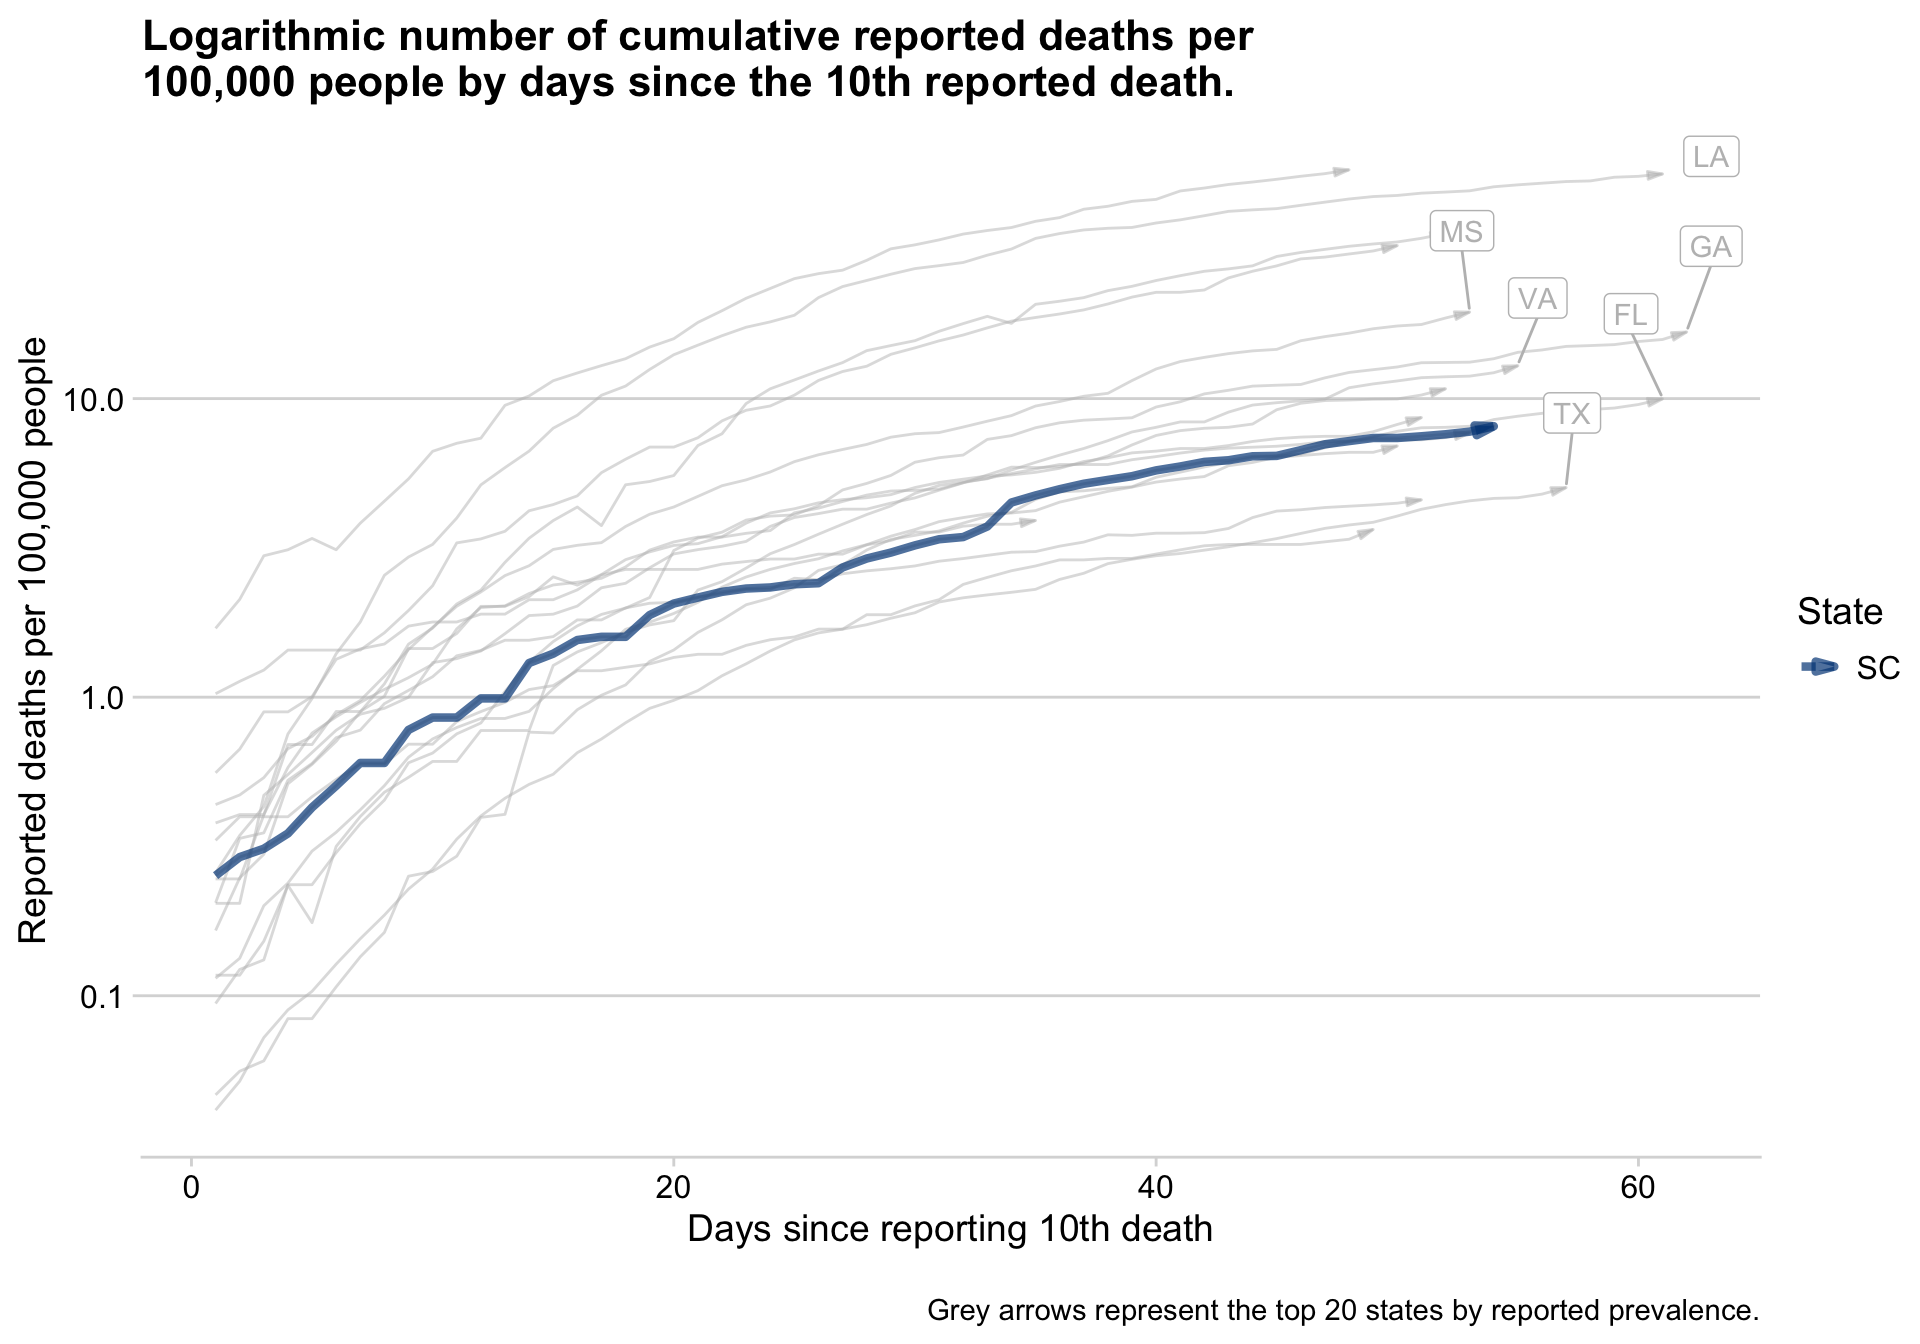 Logarithmic number of cumulative reported deaths per
100,000 people by days since the 10th reported death.
LA
MS
GA
VA
FL
TX
Reported deaths per 100,000 people
10.0
1.0
0.1
State
SC
0
20
40
60
Days since reporting 10th death
Grey arrows represent the top 20 states by reported prevalence.